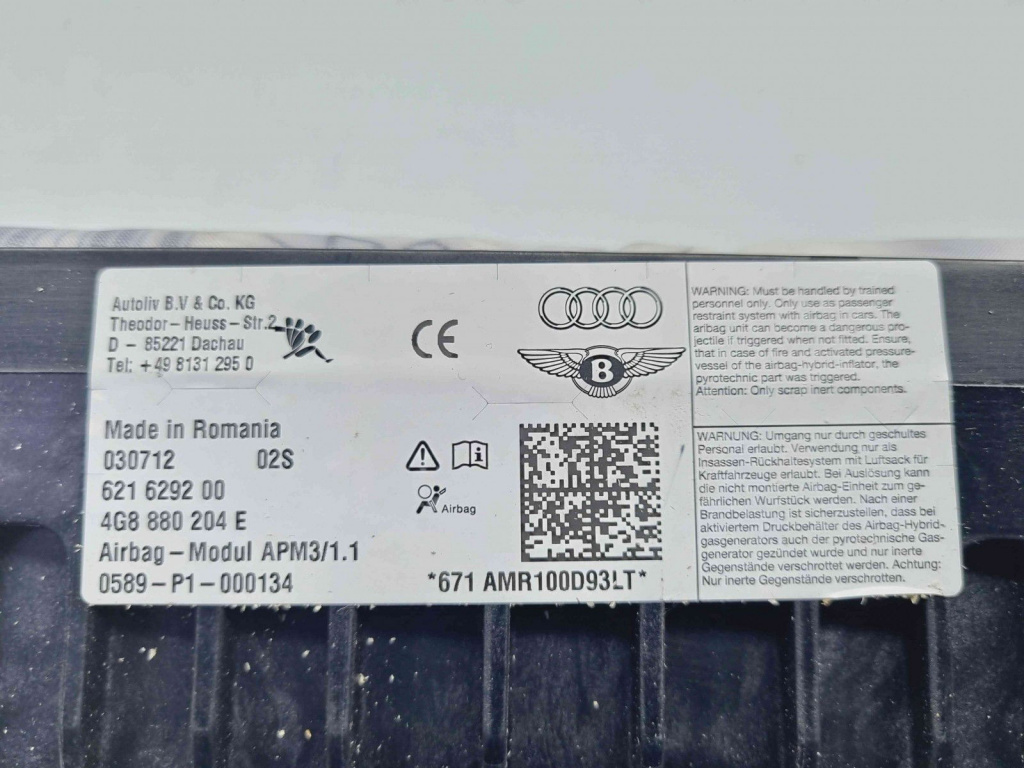 Autoliv B.V & Co. KG
Theodor-Heuss-Str.2
D - 85221 Dachau
Tel: +49 8131 295 0
CE
B
WARNING: Must be handled by trained
personnel only. Only use as passenger
restraint system with airbag in cars. The
aribag unit can become a dangerous pro-
jectile if triggered when not fitted. Ensure,
that in case of fire and activated pressure-
vessel of the airbag-hybrid-inflator, the
pyrotechnic part was triggered.
Attention: Only scrap inert components.
Made in Romania
030712 02S
621 6292 00
4G8 880 204 E
Airbag-Modul APM3/1.1
0589-P1-000134
Airbag
*671 AMR100D93LT*
WARNUNG: Umgang nur durch geschultes
Personal erlaubt. Verwendung nur als
Insassen-Rückhaltesystem mit Luftsack für
Kraftfahrzeuge erlaubt. Bei Auslösung kann
die nicht montierte Airbag-Einheit zum ge-
fährlichen Wurfstück werden. Nach einer
Brandbelastung ist sicherzustellen, dass bei
aktiviertem Druckbehälter des Airbag-Hybrid-
gasgenerators auch der pyrotechnische Gas-
generator gezündet wurde und nur inerte
Gegenstände verschrottet werden. Achtung:
Nur inerte Gegenstände verschrotten.